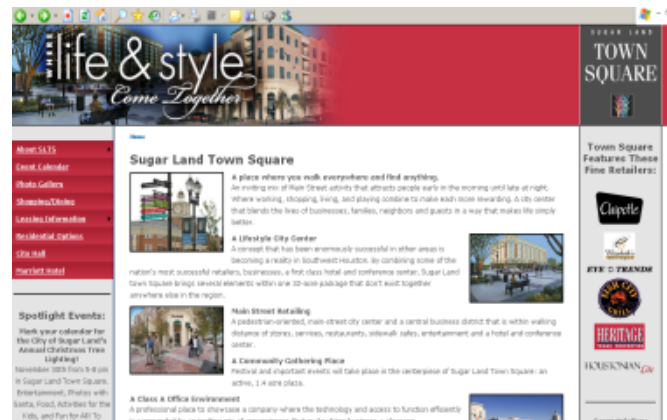 WHERE
life & style
Come Together
SUGAR LAND
TOWN
SQUARE
Home
About SLTS
Event Calendar
Photo Gallery
Shopping/Dining
Leasing Information
Residential Options
City Hall
Marriott Hotel
Spotlight Events:
Mark your calendar for
the City of Sugar Land's
Annual Christmas Tree
Lighting!
November 30th from 5-8 pm
in Sugar Land Town Square.
Entertainment, Photos with
Santa, Food, Activities for the
Kids, and Fun for All! To
Sugar Land Town Square
A place where you walk everywhere and find anything.
An inviting mix of Main Street activity that attracts people early in the morning until late at night.
Where working, shopping, living, and playing combine to make each more rewarding. A city center
that blends the lives of businesses, families, neighbors and guests in a way that makes life simply
better.
A Lifestyle City Center
A concept that has been enormously successful in other areas is
becoming a reality in Southwest Houston. By combining some of the
nation's most successful retailers, businesses, a first class hotel and conference center, Sugar Land
Town Square brings several elements within one 32-acre package that don't exist together
anywhere else in the region.
Main Street Retailing
A pedestrian-oriented, main-street city center and a central business district that is within walking
distance of stores, services, restaurants, sidewalk safes, entertainment and a hotel and conference
center.
A Community Gathering Place
Festival and important events will take place in the centerpiece of Sugar Land Town Square: an
active, 1.4 acre plaza.
A Class A Office Environment
A professional place to showcase a company where the technology and access to function efficiently
Town Square
Features These
Fine Retailers:
Chipotle
EYE TRENDS
FISH CITY
GRILL
HERITAGE
HOUSTONIAN Lite